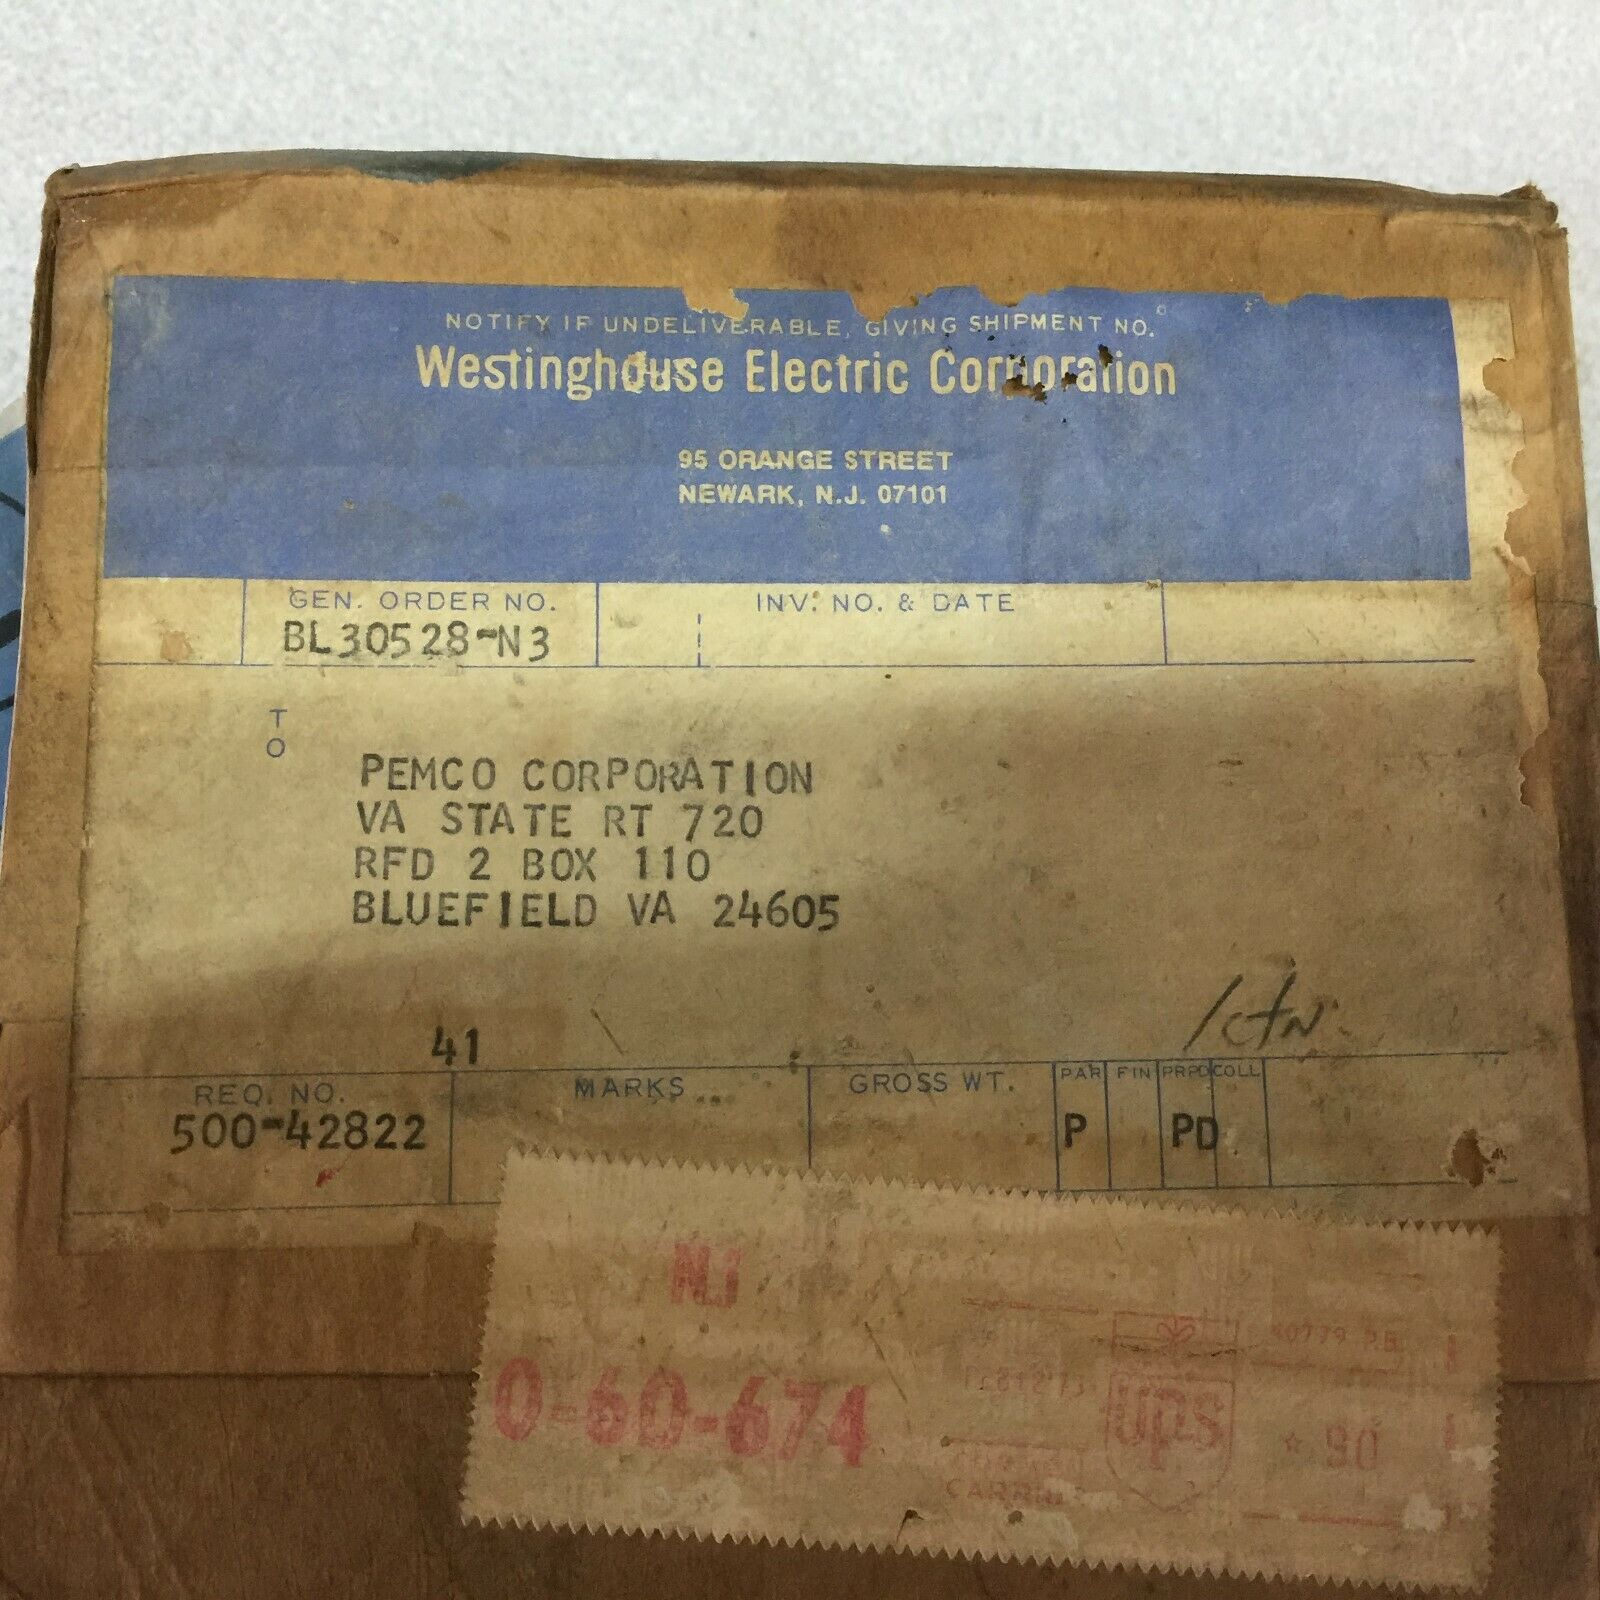 NOTIFY IF UNDELIVERABLE, GIVING SHIPMENT NO.
Westinghouse Electric Corporation
95 ORANGE STREET
NEWARK, N.J. 07101
GEN. ORDER NO.
INV. NO. & DATE
BL30528-N3
TO
PEMCO CORPORATION
VA STATE RT 720
RFD 2 BOX 110
BLUEFIELD VA 24605
1 ctn
41
REQ. NO.
MARKS
GROSS WT.
PAR
FIN
PRPD
COLL
500-42822
P
PD
NJ
0-60-674
ups
90